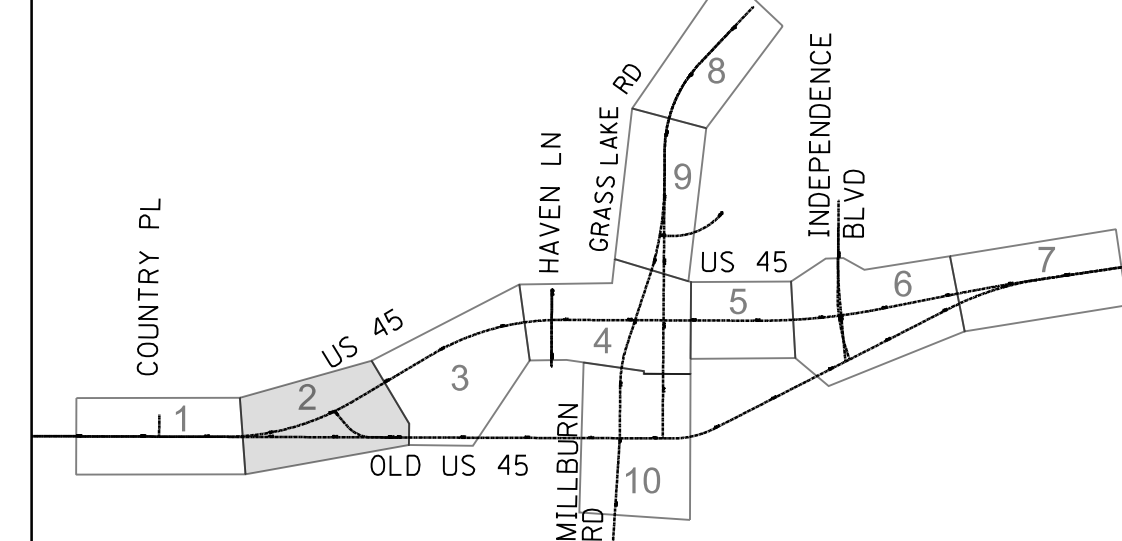 8
GRASS LAKE RD
INDEPENDENCE
BLVD
9
HAVEN LN
COUNTRY PL
US 45
7
6
5
US 45
4
3
2
1
OLD US 45
MILLBURN
RD
10